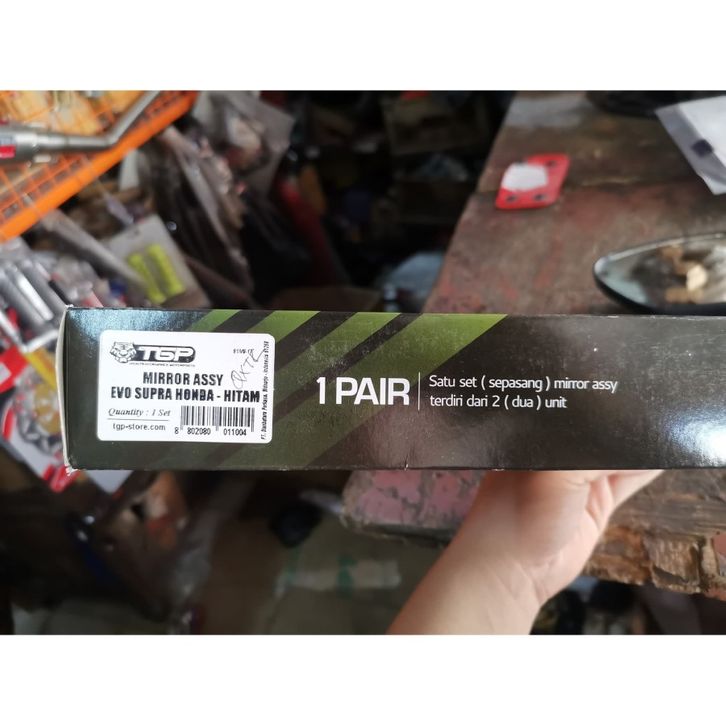 TGP
MIRROR ASSY
EVO SUPRA HONDA - HITAM
Quantity : 1 Set
tgp-store.com
8 802080 011004
1 PAIR
Satu set ( sepasang ) mirror assy
terdiri dari 2 ( dua ) unit